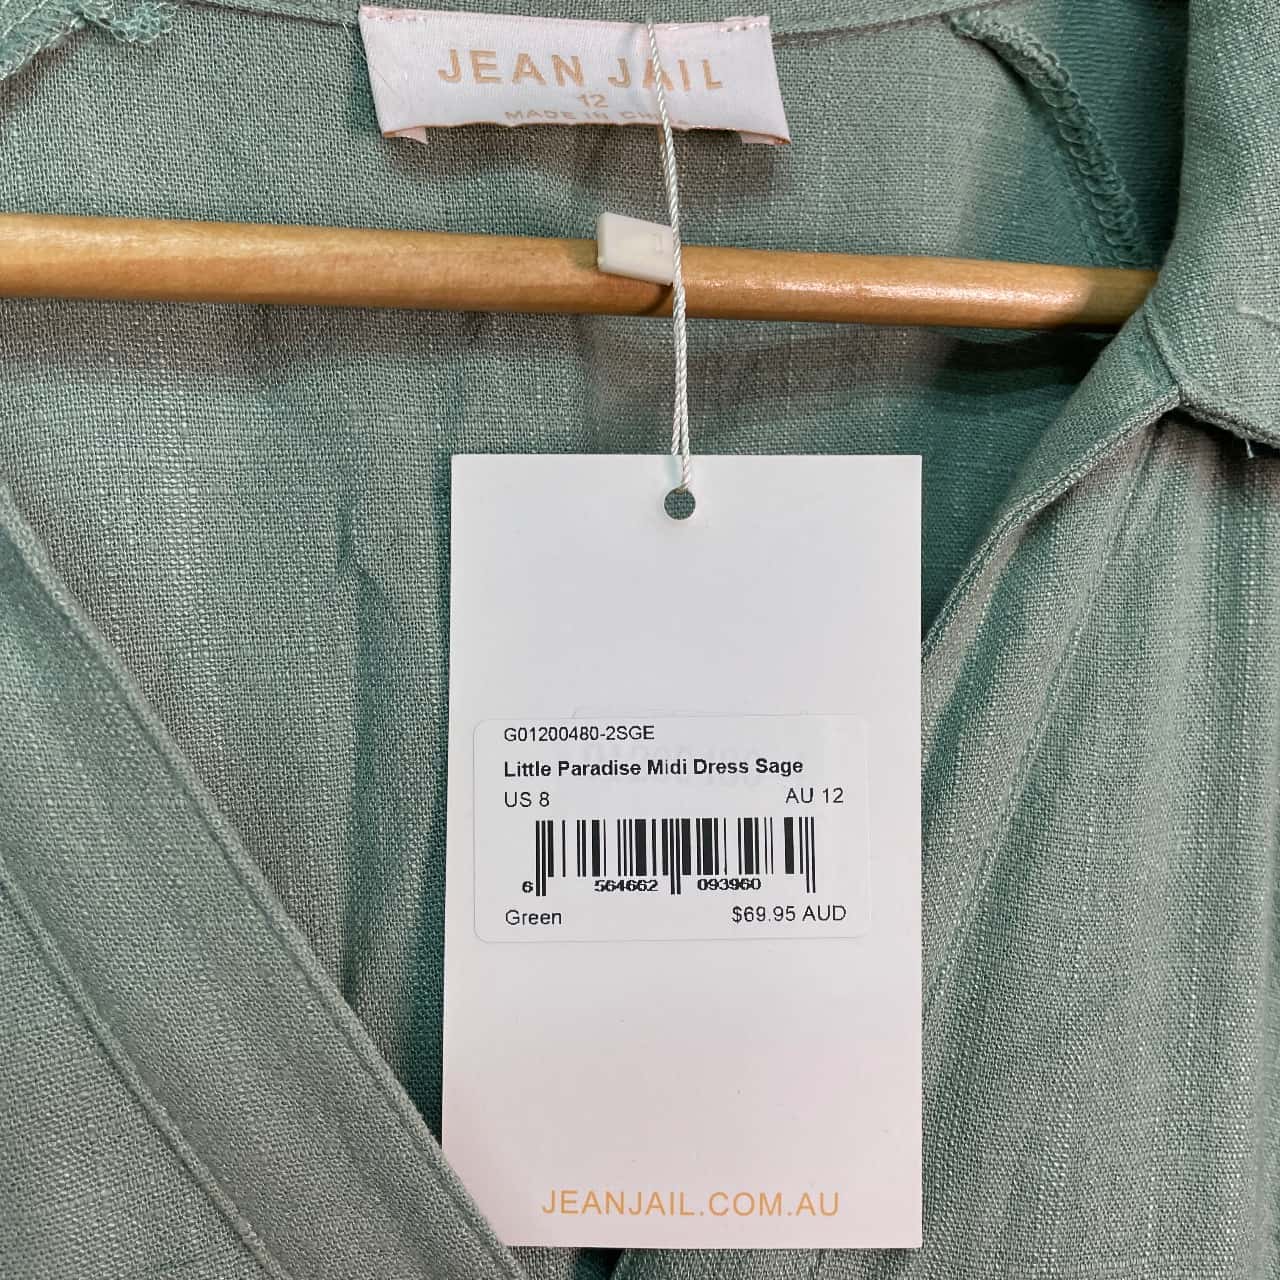 JEAN JAIL
12
MADE IN CHINA
G01200480-2SGE
Little Paradise Midi Dress Sage
US 8 AU 12
6 564662 093960
Green $69.95 AUD
JEANJAIL.COM.AU